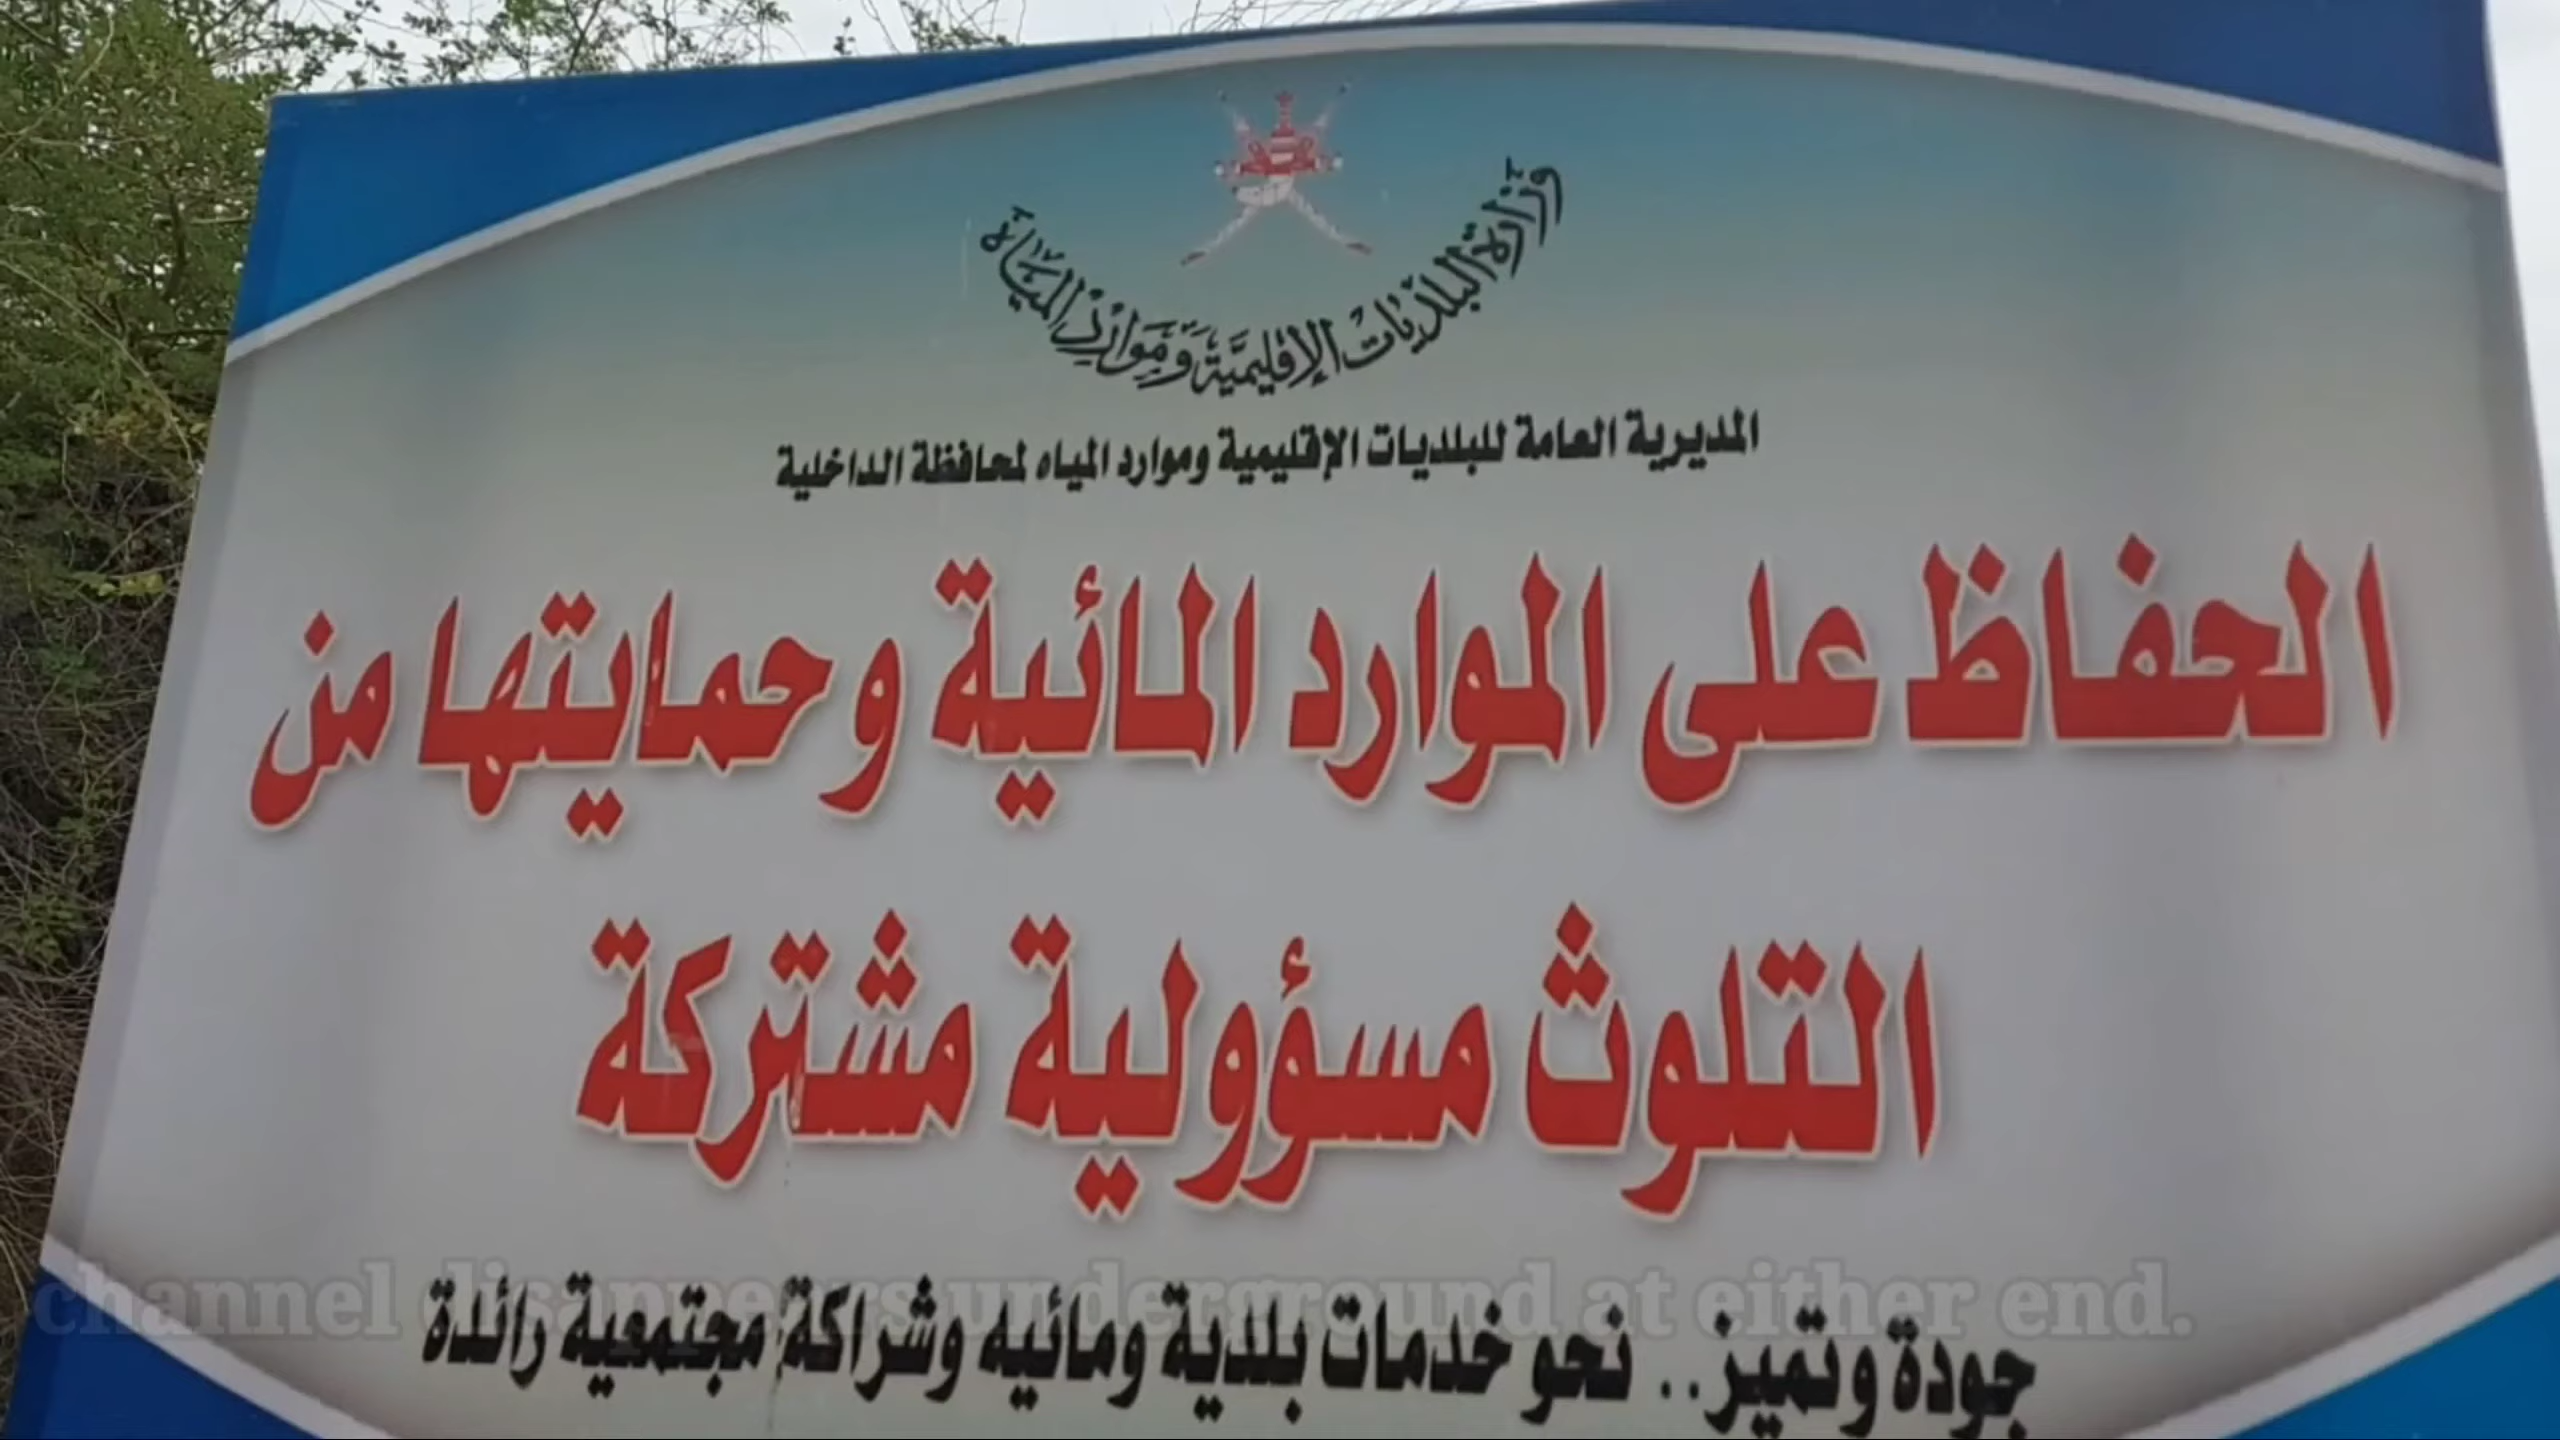 وزارة البلديات الإقليمية وموارد المياه
المديرية العامة للبلديات الإقليمية وموارد المياه لمحافظة الداخلية
الحفاظ على الموارد المائية وحمايتها من
التلوث مسؤولية مشتركة
channel disappears underground at either end.
جودة وتميز.. نحو خدمات بلدية ومائية وشراكة مجتمعية رائدة